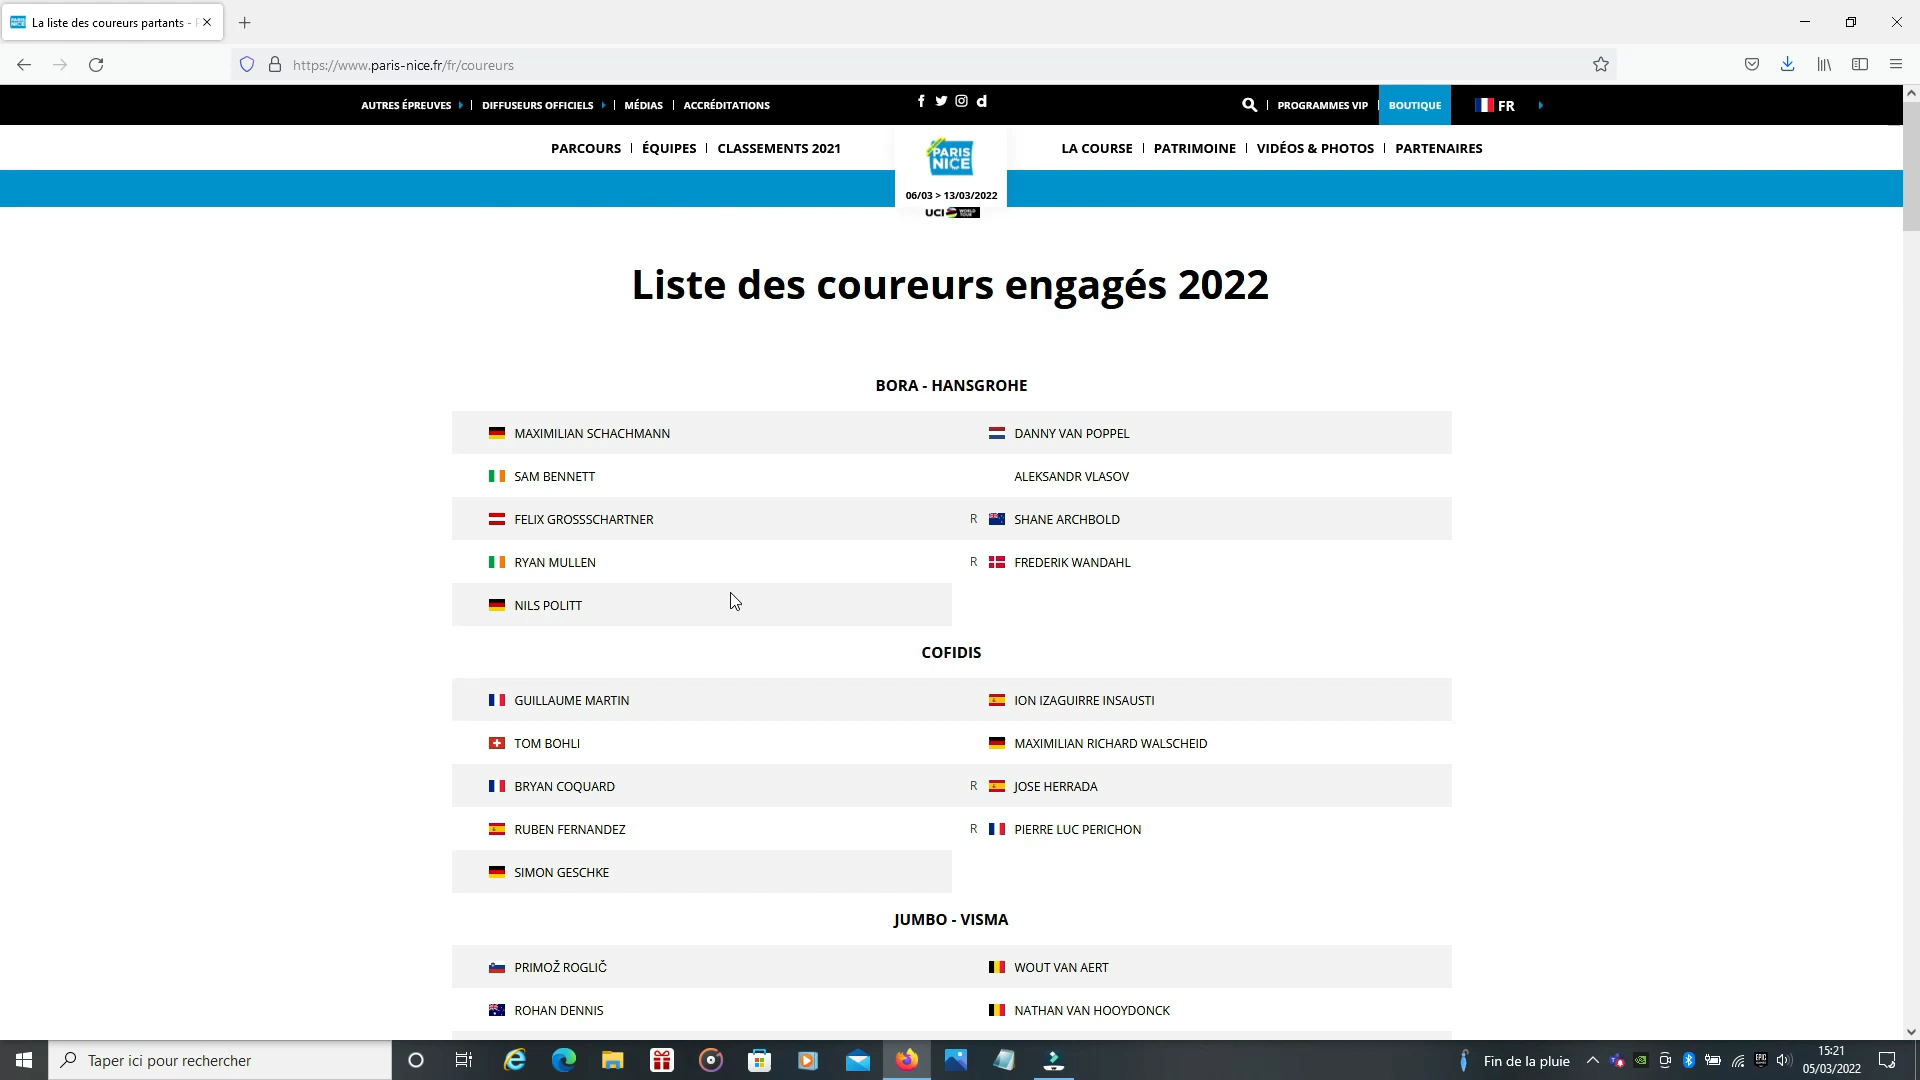 La liste des coureurs partants -
https://www.paris-nice.fr/fr/coureurs
AUTRES ÉPREUVES
DIFFUSEURS OFFICIELS
MÉDIAS
ACCRÉDITATIONS
PROGRAMMES VIP
BOUTIQUE
FR
PARCOURS
ÉQUIPES
CLASSEMENTS 2021
PARIS
NICE
06/03 > 13/03/2022
UCI WORLD TOUR
LA COURSE
PATRIMOINE
VIDÉOS & PHOTOS
PARTENAIRES
Liste des coureurs engagés 2022
BORA - HANSGROHE
MAXIMILIAN SCHACHMANN
DANNY VAN POPPEL
SAM BENNETT
ALEKSANDR VLASOV
FELIX GROSSSCHARTNER
R SHANE ARCHBOLD
RYAN MULLEN
R FREDERIK WANDAHL
NILS POLITT
COFIDIS
GUILLAUME MARTIN
ION IZAGUIRRE INSAUSTI
TOM BOHLI
MAXIMILIAN RICHARD WALSCHEID
BRYAN COQUARD
R JOSE HERRADA
RUBEN FERNANDEZ
R PIERRE LUC PERICHON
SIMON GESCHKE
JUMBO - VISMA
PRIMOŽ ROGLIČ
WOUT VAN AERT
ROHAN DENNIS
NATHAN VAN HOOYDONCK
Taper ici pour rechercher
Fin de la pluie
15:21
05/03/2022